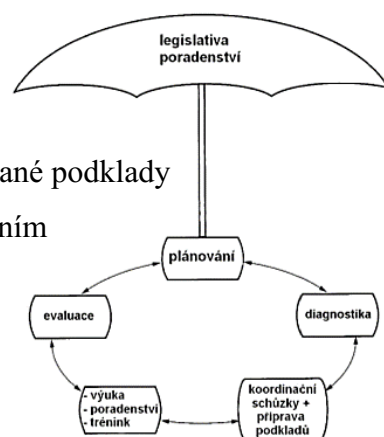 legislativa
poradenství
ané podklady
ním
plánování
evaluace
diagnostika
- výuka
- poradenství
- trénink
koordinační
schůzky +
příprava
podkladů